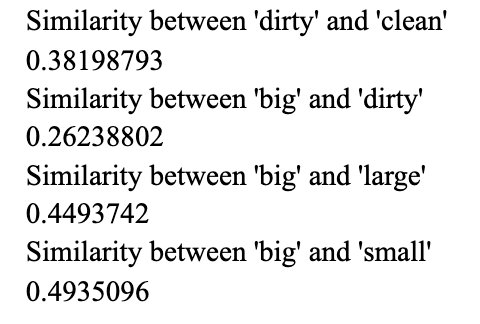 Similarity between 'dirty' and 'clean'
0.38198793
Similarity between 'big' and 'dirty'
0.26238802
Similarity between 'big' and 'large'
0.4493742
Similarity between 'big' and 'small'
0.4935096